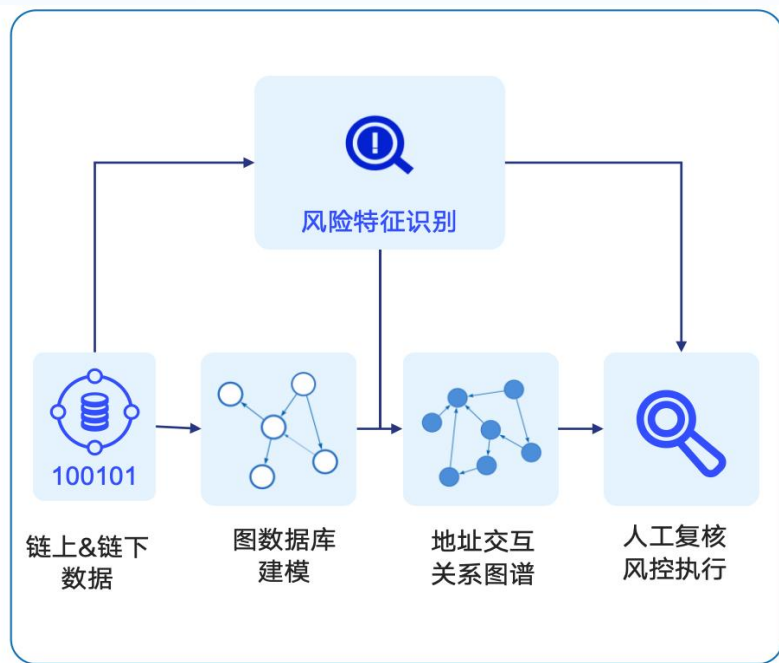 风险特征识别
100101
链上&链下
数据
图数据库
建模
地址交互
关系图谱
人工复核
风控执行